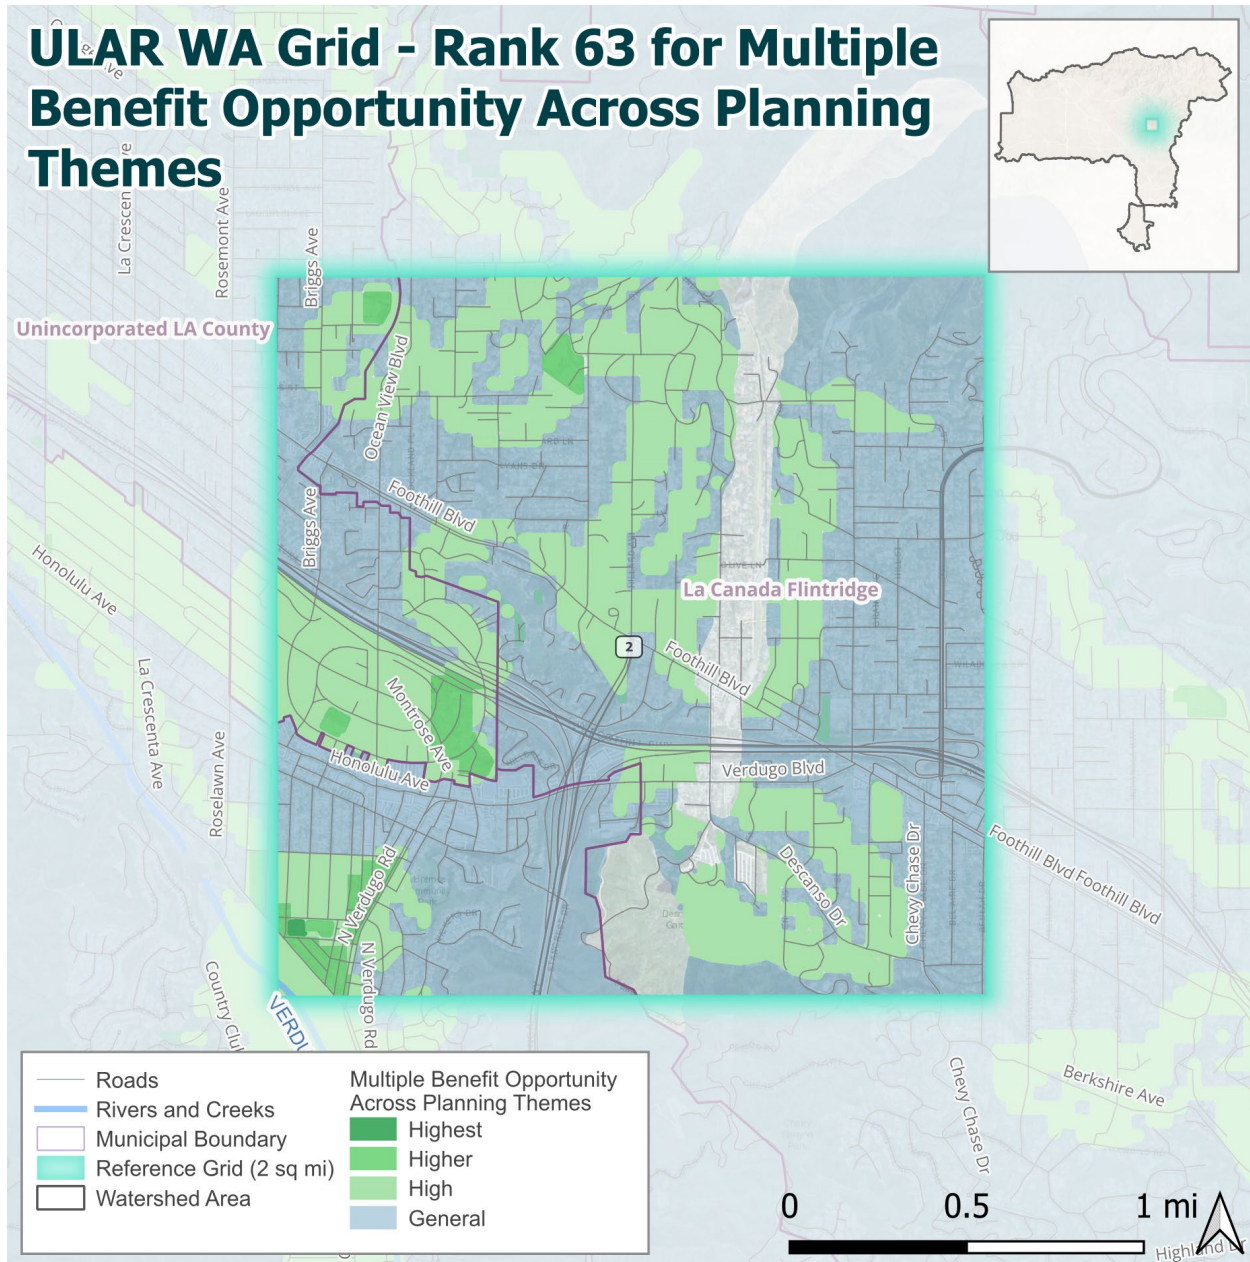 ULAR WA Grid - Rank 63 for Multiple
Benefit Opportunity Across Planning
Themes
Rosemont Ave
Briggs Ave
Unincorporated LA County
Ocean View Blvd
Foothill Blvd
Briggs Ave
Honolulu Ave
La Canada Flintridge
2
Foothill Blvd
La Crescenta Ave
Montrose Ave
Roselawn Ave
Honolulu Ave
Verdugo Blvd
Descanso Dr
Chevy Chase Dr
Foothill Blvd
Foothill Blvd
N Verdugo Rd
N Verdugo Rd
Country Clu
VERDU
Berkshire Ave
Chevy Chase Dr
Roads
Rivers and Creeks
Municipal Boundary
Reference Grid (2 sq mi)
Watershed Area
Multiple Benefit Opportunity
Across Planning Themes
Highest
Higher
High
General
0 0.5 1 mi
Highland Dr